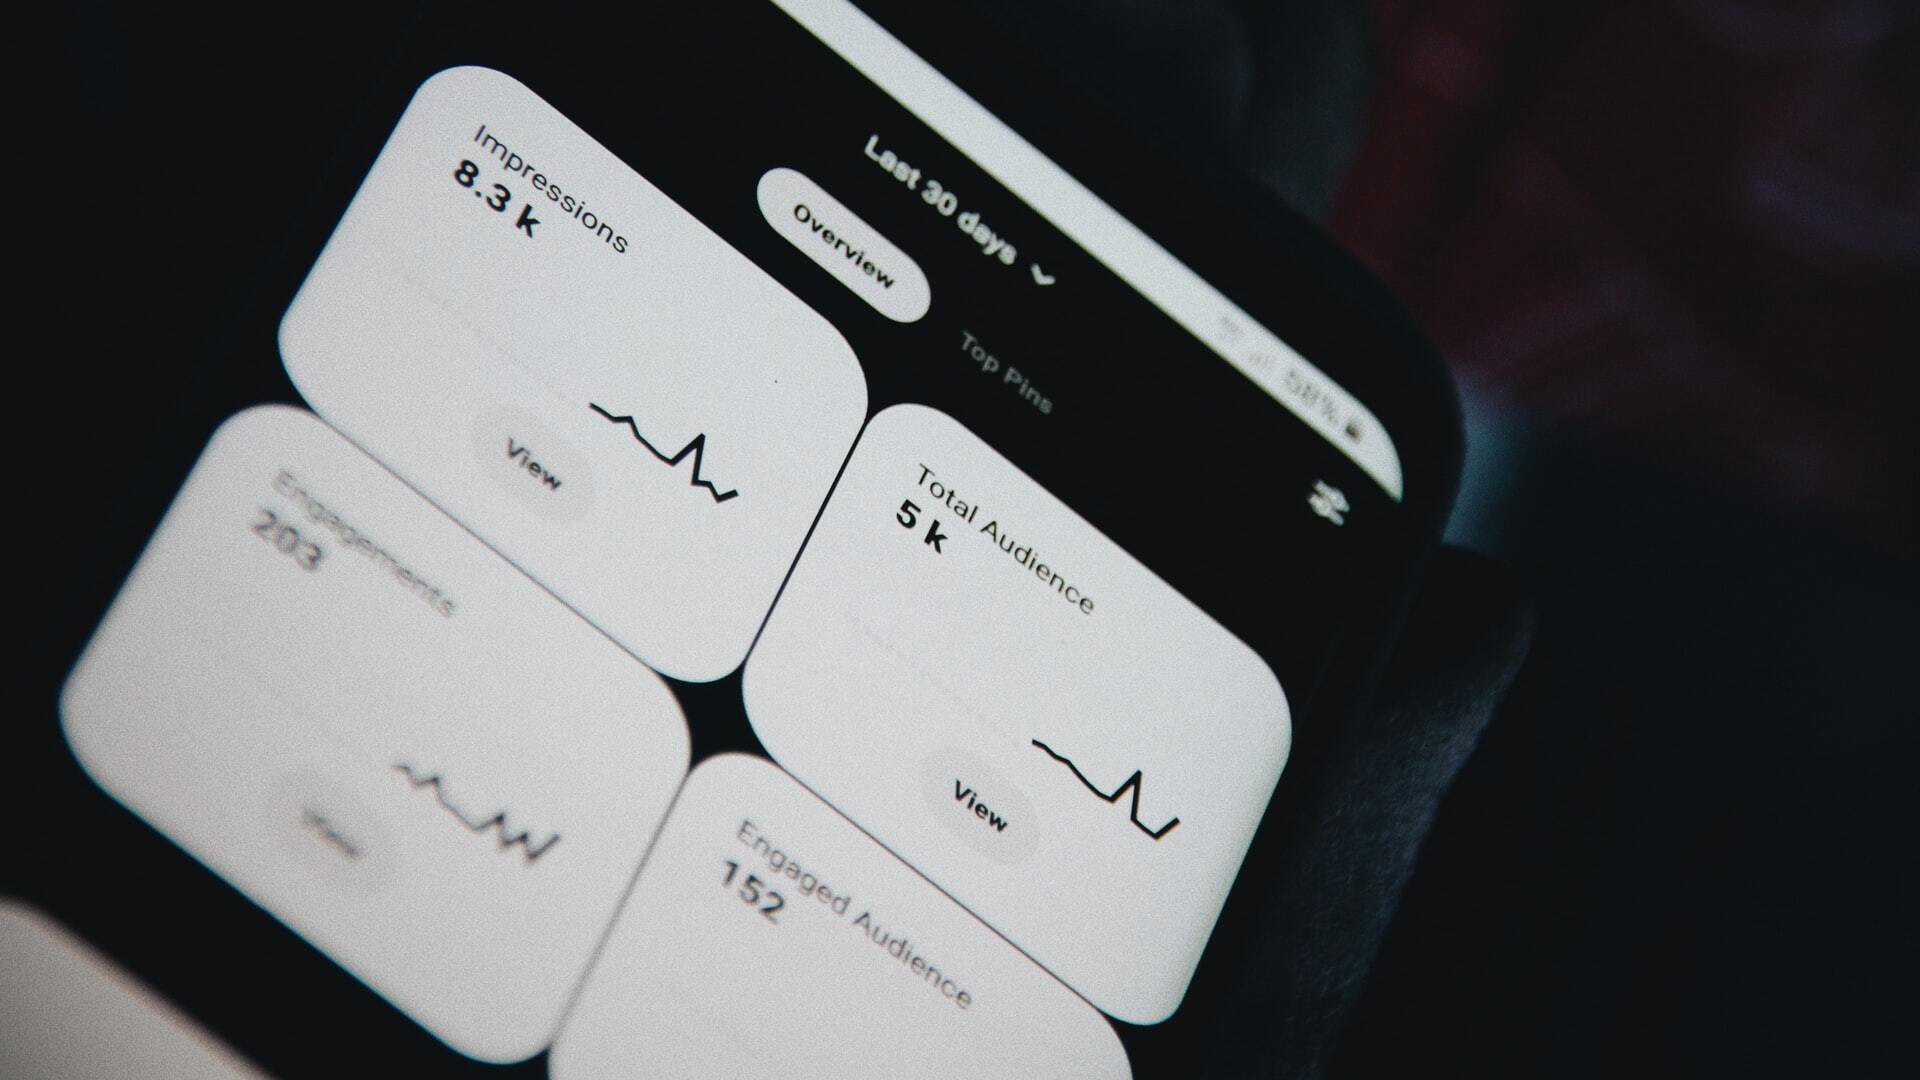 58%
Last 30 days
Overview
Top Pins
Impressions
8.3 k
View
Total Audience
5 k
View
Engagements
203
View
Engaged Audience
152